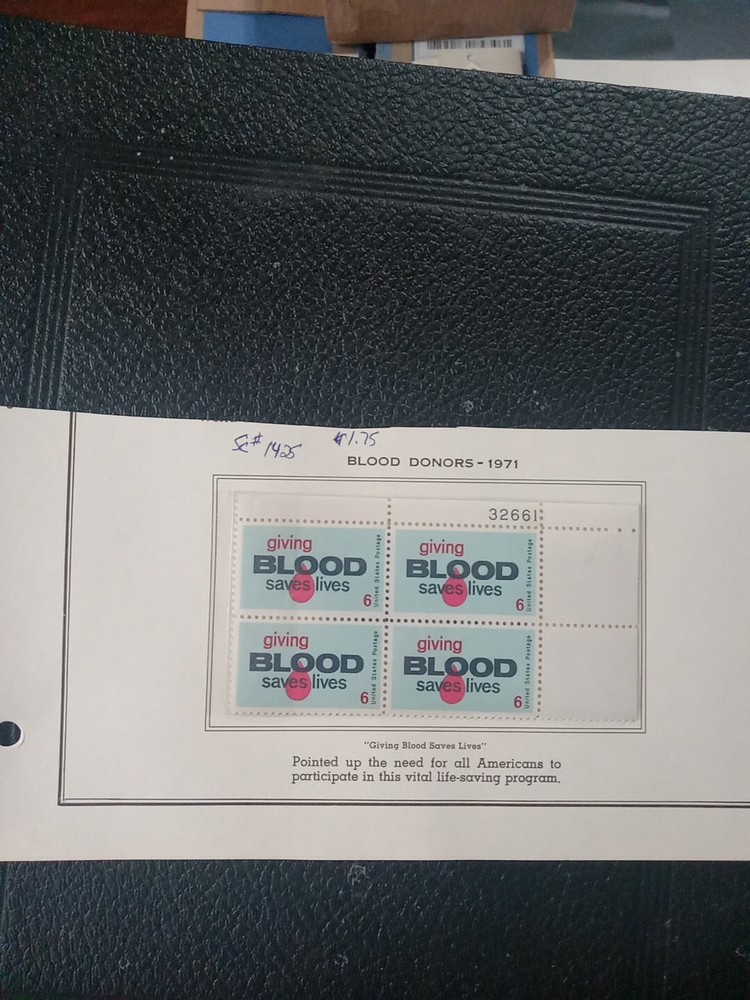 Sc# 1425 $1.75
BLOOD DONORS - 1971
32661
giving
BLOOD
saves lives
6
United States Postage
giving
BLOOD
saves lives
6
United States Postage
giving
BLOOD
saves lives
6
United States Postage
giving
BLOOD
saves lives
6
United States Postage
"Giving Blood Saves Lives"
Pointed up the need for all Americans to
participate in this vital life-saving program.